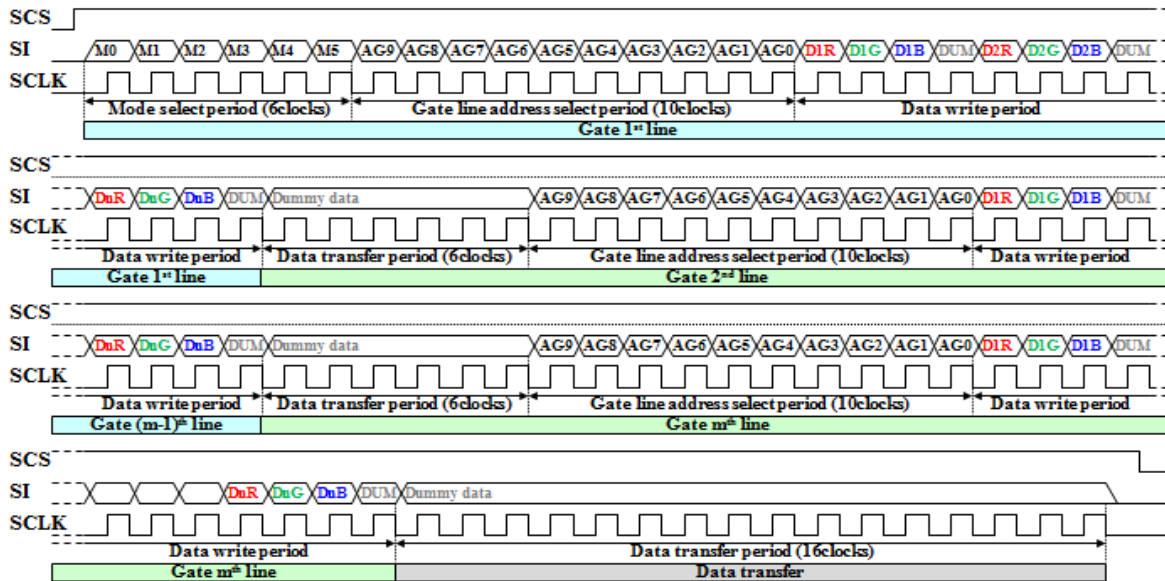 SCS
SI M0 M1 M2 M3 M4 M5 AG9 AG8 AG7 AG6 AG5 AG4 AG3 AG2 AG1 AG0 D1R D1G D1B DUM D2R D2G D2B DUM
SCLK
Mode select period (6clocks) Gate line address select period (10clocks) Data write period
Gate 1st line
SCS
SI DnR DnG DnB DUM Dummy data AG9 AG8 AG7 AG6 AG5 AG4 AG3 AG2 AG1 AG0 D1R D1G D1B DUM
SCLK
Data write period Data transfer period (6clocks) Gate line address select period (10clocks) Data write period
Gate 1st line Gate 2nd line
SCS
SI DnR DnG DnB DUM Dummy data AG9 AG8 AG7 AG6 AG5 AG4 AG3 AG2 AG1 AG0 D1R D1G D1B DUM
SCLK
Data write period Data transfer period (6clocks) Gate line address select period (10clocks) Data write period
Gate (m-1)th line Gate mth line
SCS
SI DnR DnG DnB DUM Dummy data
SCLK
Data write period Data transfer period (16clocks)
Gate mth line Data transfer